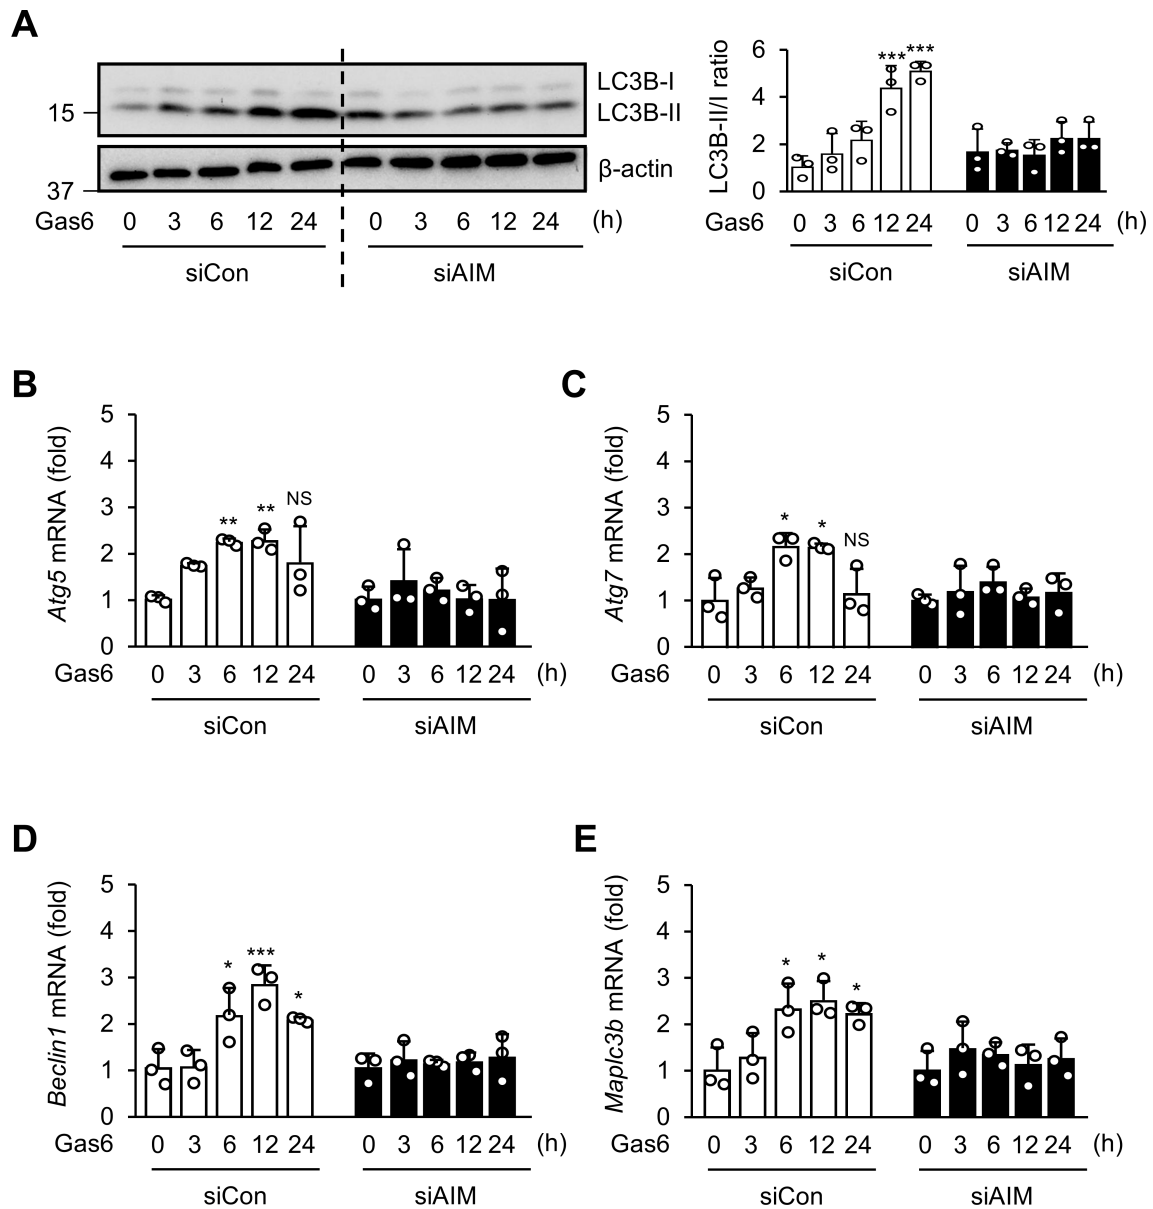 A
LC3B-I
LC3B-II
15
β-actin
37
Gas6 0 3 6 12 24 0 3 6 12 24 (h)
siCon siAIM
LC3B-II/I ratio
6
4
2
0
*** ***
Gas6 0 3 6 12 24 0 3 6 12 24 (h)
siCon siAIM
B
Atg5 mRNA (fold)
5
4
3
2
1
0
** ** NS
Gas6 0 3 6 12 24 0 3 6 12 24 (h)
siCon siAIM
C
Atg7 mRNA (fold)
5
4
3
2
1
0
* * NS
Gas6 0 3 6 12 24 0 3 6 12 24 (h)
siCon siAIM
D
Beclin1 mRNA (fold)
5
4
3
2
1
0
* *** *
Gas6 0 3 6 12 24 0 3 6 12 24 (h)
siCon siAIM
E
Maplc3b mRNA (fold)
5
4
3
2
1
0
* * *
Gas6 0 3 6 12 24 0 3 6 12 24 (h)
siCon siAIM